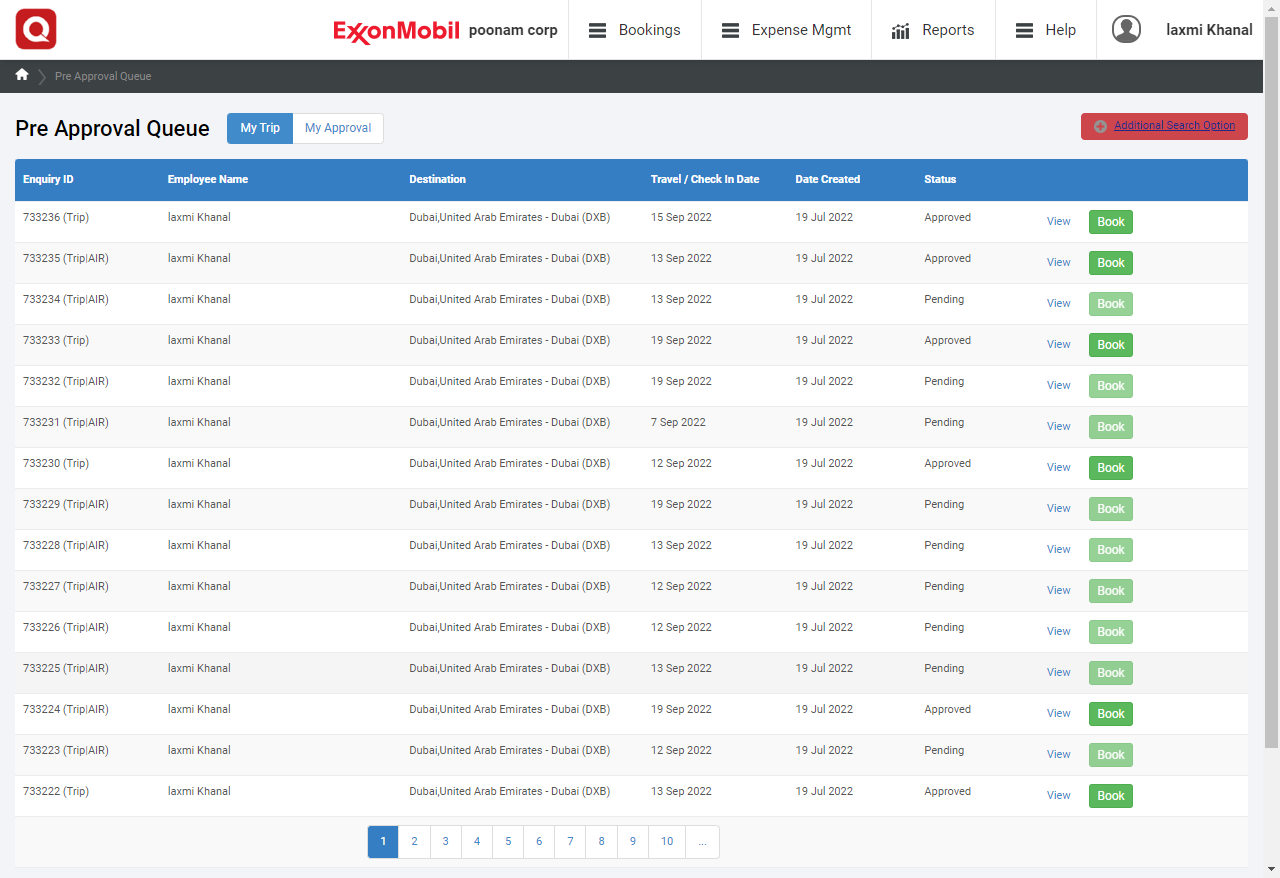 Q ExxonMobil poonam corp Bookings Expense Mgmt Reports Help laxmi Khanal
Pre Approval Queue
Pre Approval Queue My Trip My Approval Additional Search Option
Enquiry ID Employee Name Destination Travel / Check In Date Date Created Status
733236 (Trip) laxmi Khanal Dubai,United Arab Emirates - Dubai (DXB) 15 Sep 2022 19 Jul 2022 Approved View Book
733235 (Trip|AIR) laxmi Khanal Dubai,United Arab Emirates - Dubai (DXB) 13 Sep 2022 19 Jul 2022 Approved View Book
733234 (Trip|AIR) laxmi Khanal Dubai,United Arab Emirates - Dubai (DXB) 13 Sep 2022 19 Jul 2022 Pending View Book
733233 (Trip) laxmi Khanal Dubai,United Arab Emirates - Dubai (DXB) 19 Sep 2022 19 Jul 2022 Approved View Book
733232 (Trip|AIR) laxmi Khanal Dubai,United Arab Emirates - Dubai (DXB) 19 Sep 2022 19 Jul 2022 Pending View Book
733231 (Trip|AIR) laxmi Khanal Dubai,United Arab Emirates - Dubai (DXB) 7 Sep 2022 19 Jul 2022 Pending View Book
733230 (Trip) laxmi Khanal Dubai,United Arab Emirates - Dubai (DXB) 12 Sep 2022 19 Jul 2022 Approved View Book
733229 (Trip|AIR) laxmi Khanal Dubai,United Arab Emirates - Dubai (DXB) 19 Sep 2022 19 Jul 2022 Pending View Book
733228 (Trip|AIR) laxmi Khanal Dubai,United Arab Emirates - Dubai (DXB) 13 Sep 2022 19 Jul 2022 Pending View Book
733227 (Trip|AIR) laxmi Khanal Dubai,United Arab Emirates - Dubai (DXB) 12 Sep 2022 19 Jul 2022 Pending View Book
733226 (Trip|AIR) laxmi Khanal Dubai,United Arab Emirates - Dubai (DXB) 12 Sep 2022 19 Jul 2022 Pending View Book
733225 (Trip|AIR) laxmi Khanal Dubai,United Arab Emirates - Dubai (DXB) 13 Sep 2022 19 Jul 2022 Pending View Book
733224 (Trip|AIR) laxmi Khanal Dubai,United Arab Emirates - Dubai (DXB) 19 Sep 2022 19 Jul 2022 Approved View Book
733223 (Trip|AIR) laxmi Khanal Dubai,United Arab Emirates - Dubai (DXB) 12 Sep 2022 19 Jul 2022 Pending View Book
733222 (Trip) laxmi Khanal Dubai,United Arab Emirates - Dubai (DXB) 13 Sep 2022 19 Jul 2022 Approved View Book
1 2 3 4 5 6 7 8 9 10 ...